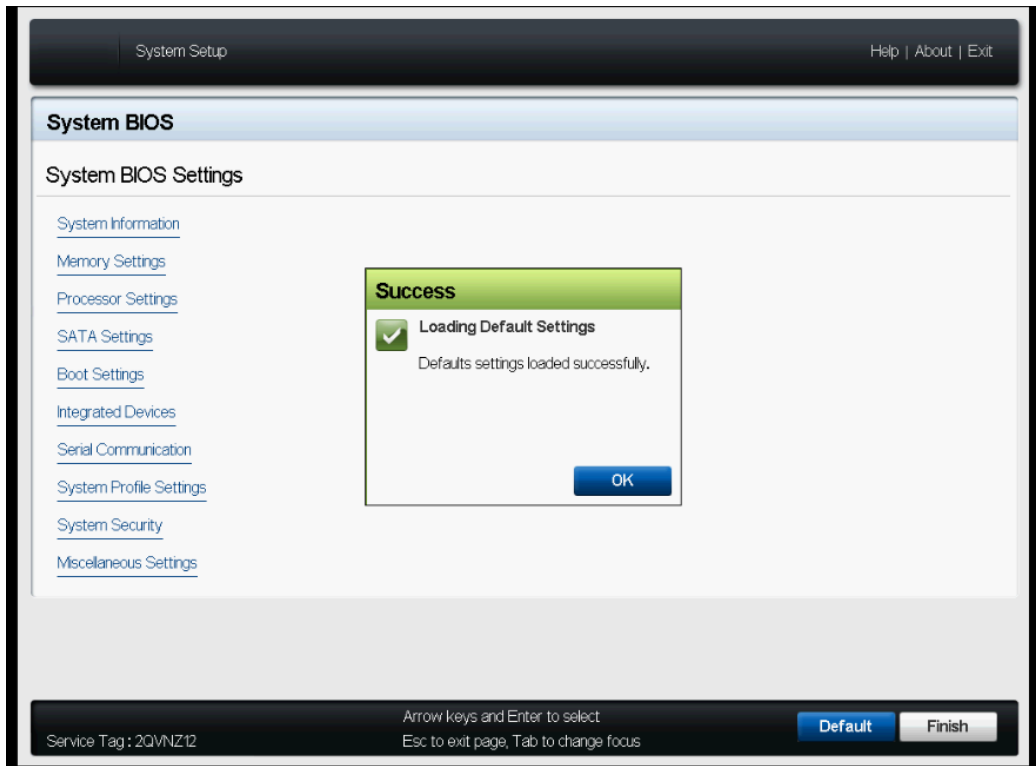 System Setup
Help | About | Exit
System BIOS
System BIOS Settings
System Information
Memory Settings
Processor Settings
SATA Settings
Boot Settings
Integrated Devices
Serial Communication
System Profile Settings
System Security
Miscellaneous Settings
Success
Loading Default Settings
Defaults settings loaded successfully.
OK
Service Tag : 2QVNZ12
Arrow keys and Enter to select
Esc to exit page, Tab to change focus
Default
Finish